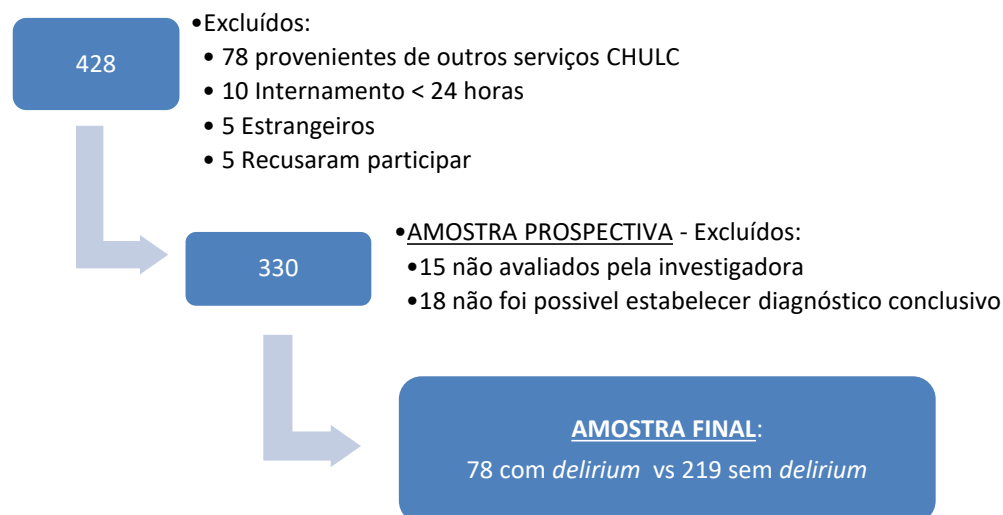 428
•Excluídos:
• 78 provenientes de outros serviços CHULC
• 10 Internamento < 24 horas
• 5 Estrangeiros
• 5 Recusaram participar
330
•AMOSTRA PROSPECTIVA - Excluídos:
•15 não avaliados pela investigadora
•18 não foi possivel estabelecer diagnóstico conclusivo
AMOSTRA FINAL:
78 com delirium vs 219 sem delirium